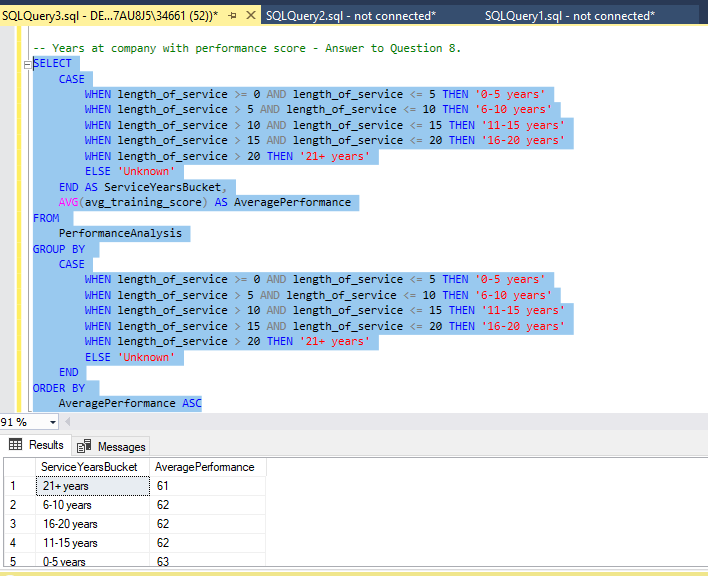 SQLQuery3.sql - DE...7AU8J5\34661 (52))* SQLQuery2.sql - not connected* SQLQuery1.sql - not connected*
-- Years at company with performance score - Answer to Question 8.
SELECT
CASE
WHEN length_of_service >= 0 AND length_of_service <= 5 THEN '0-5 years'
WHEN length_of_service > 5 AND length_of_service <= 10 THEN '6-10 years'
WHEN length_of_service > 10 AND length_of_service <= 15 THEN '11-15 years'
WHEN length_of_service > 15 AND length_of_service <= 20 THEN '16-20 years'
WHEN length_of_service > 20 THEN '21+ years'
ELSE 'Unknown'
END AS ServiceYearsBucket,
AVG(avg_training_score) AS AveragePerformance
FROM
PerformanceAnalysis
GROUP BY
CASE
WHEN length_of_service >= 0 AND length_of_service <= 5 THEN '0-5 years'
WHEN length_of_service > 5 AND length_of_service <= 10 THEN '6-10 years'
WHEN length_of_service > 10 AND length_of_service <= 15 THEN '11-15 years'
WHEN length_of_service > 15 AND length_of_service <= 20 THEN '16-20 years'
WHEN length_of_service > 20 THEN '21+ years'
ELSE 'Unknown'
END
ORDER BY
AveragePerformance ASC
91 %
Results Messages
ServiceYearsBucket AveragePerformance
1 21+ years 61
2 6-10 years 62
3 16-20 years 62
4 11-15 years 62
5 0-5 years 63